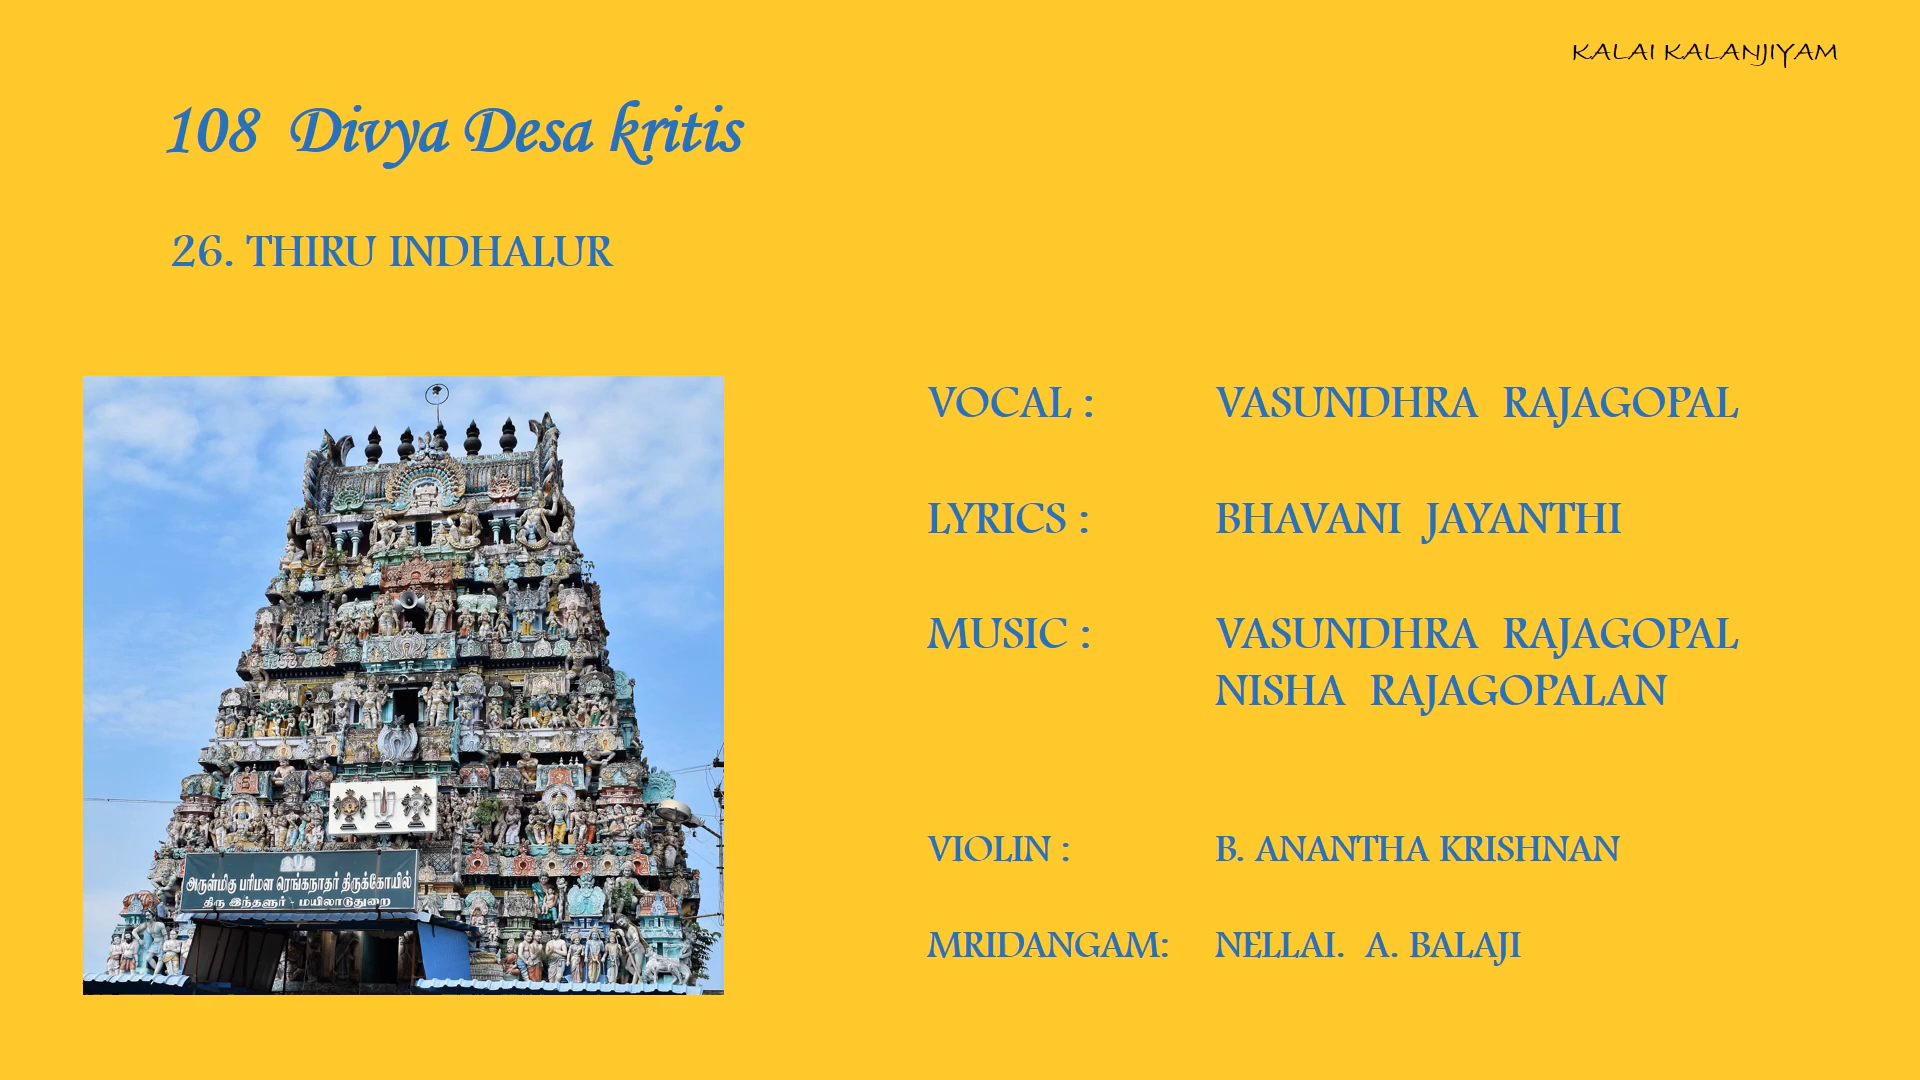 KALAI KALANJIYAM
108 Divya Desa kritis
26. THIRU INDHALUR
VOCAL : VASUNDHRA RAJAGOPAL
LYRICS : BHAVANI JAYANTHI
MUSIC : VASUNDHRA RAJAGOPAL
NISHA RAJAGOPALAN
VIOLIN : B. ANANTHA KRISHNAN
MRIDANGAM: NELLAI. A. BALAJI
அருள்மிகு பரிமள ரெங்கநாதர் திருக்கோயில்
திரு இந்தளூர் - மயிலாடுதுறை